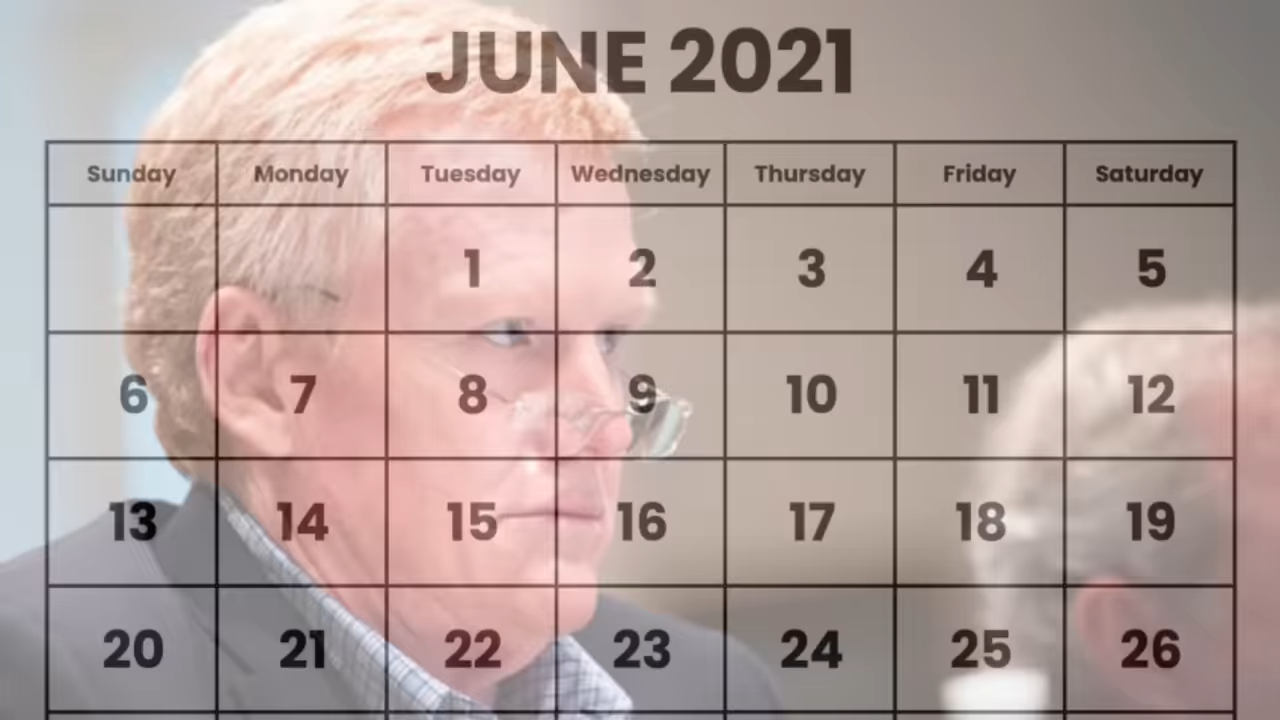 JUNE 2021
Sunday Monday Tuesday Wednesday Thursday Friday Saturday
1 2 3 4 5
6 7 8 9 10 11 12
13 14 15 16 17 18 19
20 21 22 23 24 25 26